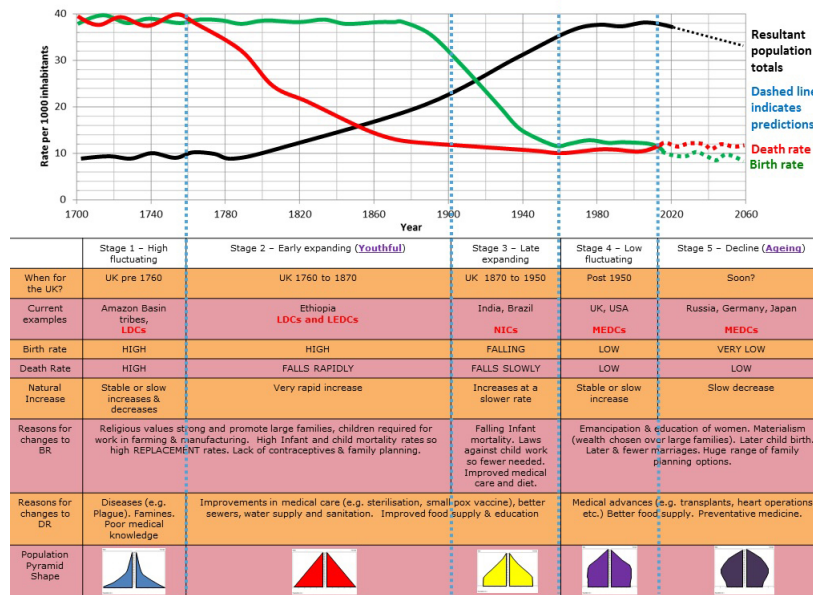 40
30
20
10
0
Rate per 1000 inhabitants
1700
1740
1780
1820
1860
1900
1940
1980
2020
2060
Year
Resultant
population
totals
Dashed line
indicates
predictions
Death rate
Birth rate
Stage 1 – High
fluctuating
Stage 2 – Early expanding (Youthful)
Stage 3 – Late
expanding
Stage 4 – Low
fluctuating
Stage 5 – Decline (Ageing)
When for
the UK?
UK pre 1760
UK 1760 to 1870
UK 1870 to 1950
Post 1950
Soon?
Current
examples
Amazon Basin
tribes,
LDCs
Ethiopia
LDCs and LEDCs
India, Brazil
NICs
UK, USA
MEDCs
Russia, Germany, Japan
MEDCs
Birth rate
HIGH
HIGH
FALLING
LOW
VERY LOW
Death Rate
HIGH
FALLS RAPIDLY
FALLS SLOWLY
LOW
LOW
Natural
Increase
Stable or slow
increases &
decreases
Very rapid increase
Increases at a
slower rate
Stable or slow
increase
Slow decrease
Reasons for
changes to
BR
Religious values strong and promote large families, children required for
work in farming & manufacturing. High Infant and child mortality rates so
high REPLACEMENT rates. Lack of contraceptives & family planning.
Falling Infant
mortality. Laws
against child work
so fewer needed.
Improved medical
care and diet.
Emancipation & education of women. Materialism
(wealth chosen over large families). Later child birth.
Later & fewer marriages. Huge range of family
planning options.
Reasons for
changes to
DR
Diseases (e.g.
Plague). Famines.
Poor medical
knowledge
Improvements in medical care (e.g. sterilisation, small pox vaccine), better
sewers, water supply and sanitation. Improved food supply & education
Medical advances (e.g. transplants, heart operations
etc.) Better food supply. Preventative medicine.
Population
Pyramid
Shape